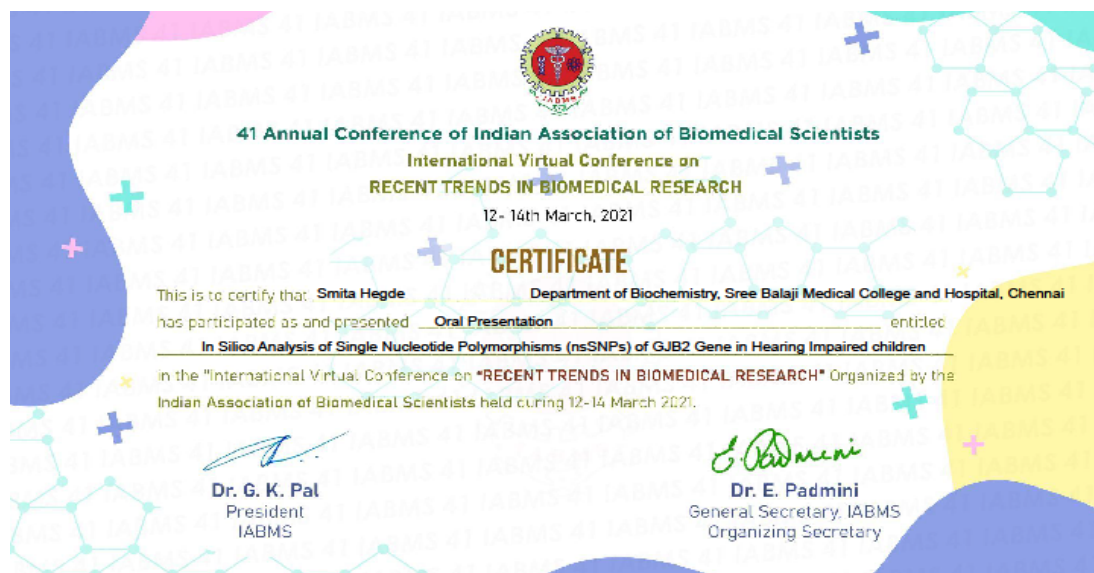 IABMS
41 Annual Conference of Indian Association of Biomedical Scientists
International Virtual Conference on
RECENT TRENDS IN BIOMEDICAL RESEARCH
12- 14th March, 2021
CERTIFICATE
This is to certify that Smita Hegde Department of Biochemistry, Sree Balaji Medical College and Hospital, Chennai
has participated as and presented Oral Presentation entitled
In Silico Analysis of Single Nucleotide Polymorphisms (nsSNPs) of GJB2 Gene in Hearing Impaired children
in the "International Virtual Conference on "RECENT TRENDS IN BIOMEDICAL RESEARCH" Organized by the
Indian Association of Biomedical Scientists held during 12-14 March 2021.
E. Padmini
Dr. G. K. Pal
President
IABMS
Dr. E. Padmini
General Secretary, IABMS
Organizing Secretary